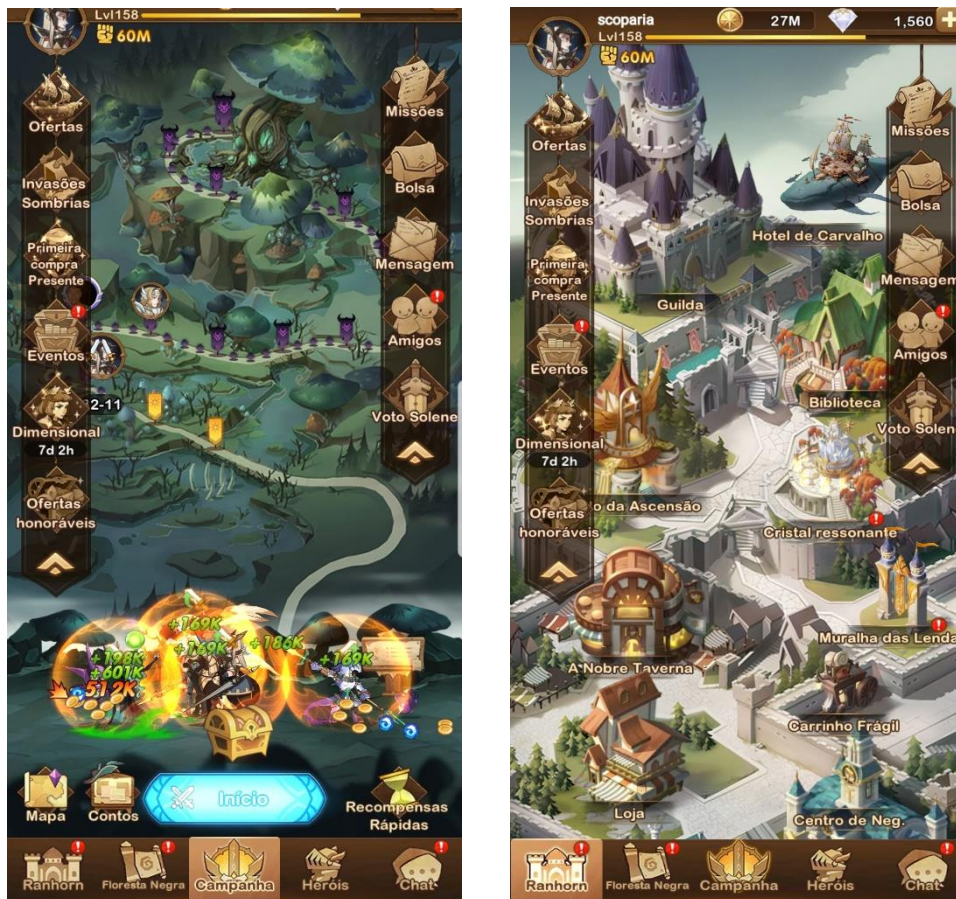 Lvl158
60M
Ofertas
Invasões
Sombrias
Primeira
compra
Presente
Eventos
Dimensional
7d 2h
Ofertas
honoráveis
Missões
Bolsa
Mensagem
Amigos
Voto Solene
2-11
+169K
+169K
+186K
+198K
+601K
51.2K
+169K
Mapa
Contos
Início
Recompensas
Rápidas
Ranhorn
Floresta Negra
Campanha
Heróis
Chat
scoparia
27M
1,560
Lvl158
60M
Ofertas
Invasões
Sombrias
Primeira
compra
Presente
Eventos
Dimensional
7d 2h
Ofertas
honoráveis
Missões
Bolsa
Mensagem
Amigos
Voto Solen
Hotel de Carvalho
Guilda
Biblioteca
o da Ascensão
Cristal ressonante
Muralha das Lenda
A Nobre Taverna
Carrinho Frágil
Loja
Centro de Neg.
Ranhorn
Floresta Negra
Campanha
Heróis
Chat